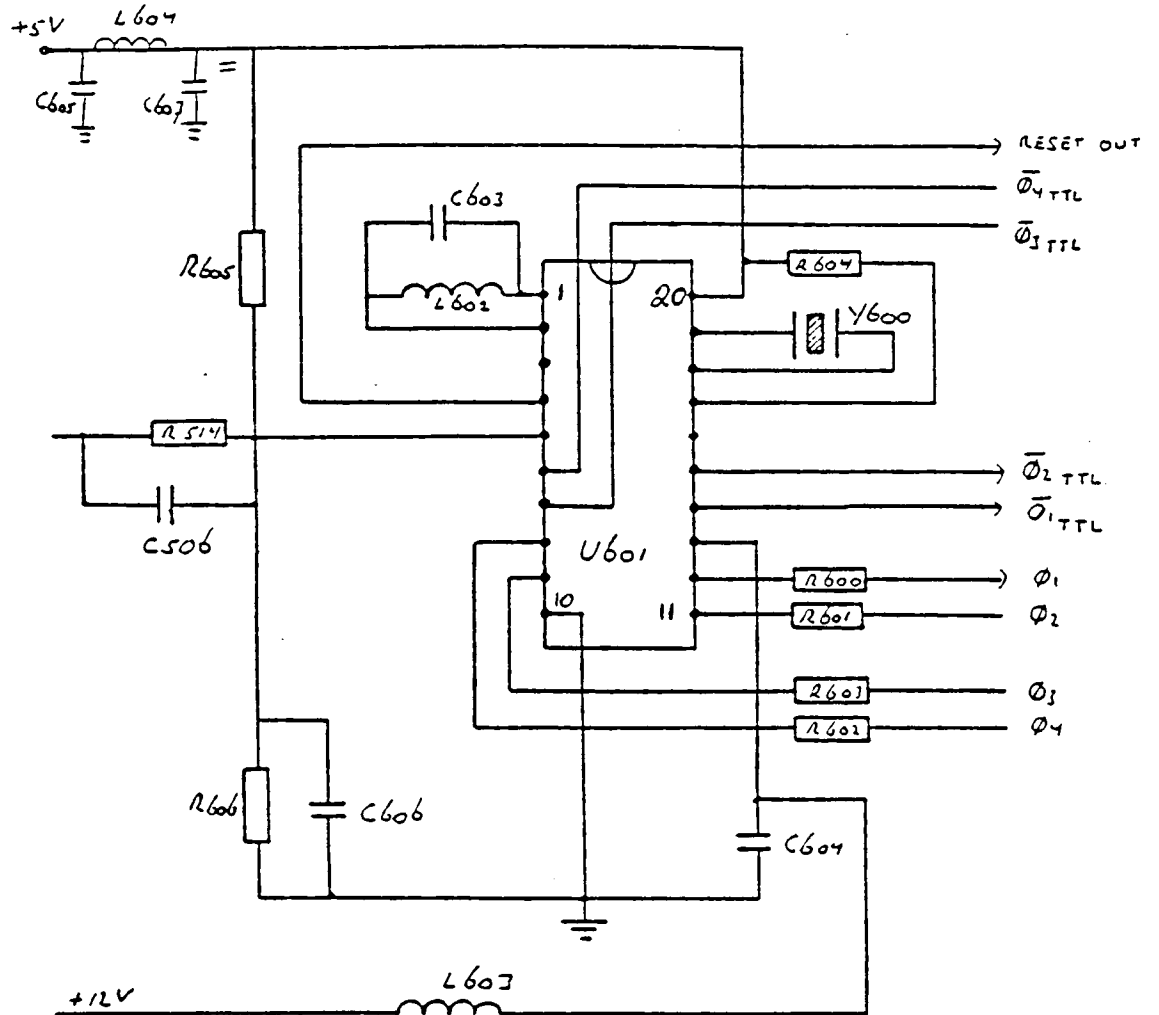 +5V
L604
C605
C607
=
RESET OUT
Φ̅4 TTL
Φ̅3 TTL
C603
R605
L602
1
20
R604
Y600
R514
C506
Φ̅2 TTL
Φ̅1 TTL
U601
10
11
R600
Φ1
R601
Φ2
R603
Φ3
R602
Φ4
R606
C606
C604
+12V
L603